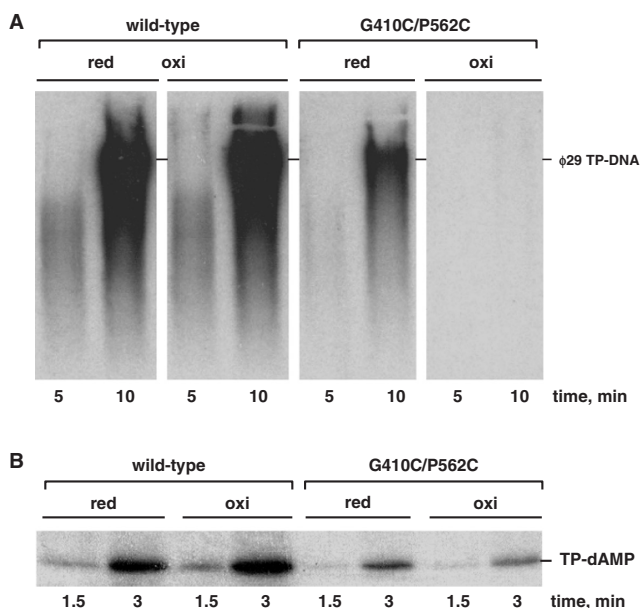 A
wild-type G410C/P562C
red oxi red oxi
ϕ29 TP-DNA
5 10 5 10 5 10 5 10 time, min
B
wild-type G410C/P562C
red oxi red oxi
TP-dAMP
1.5 3 1.5 3 1.5 3 1.5 3 time, min